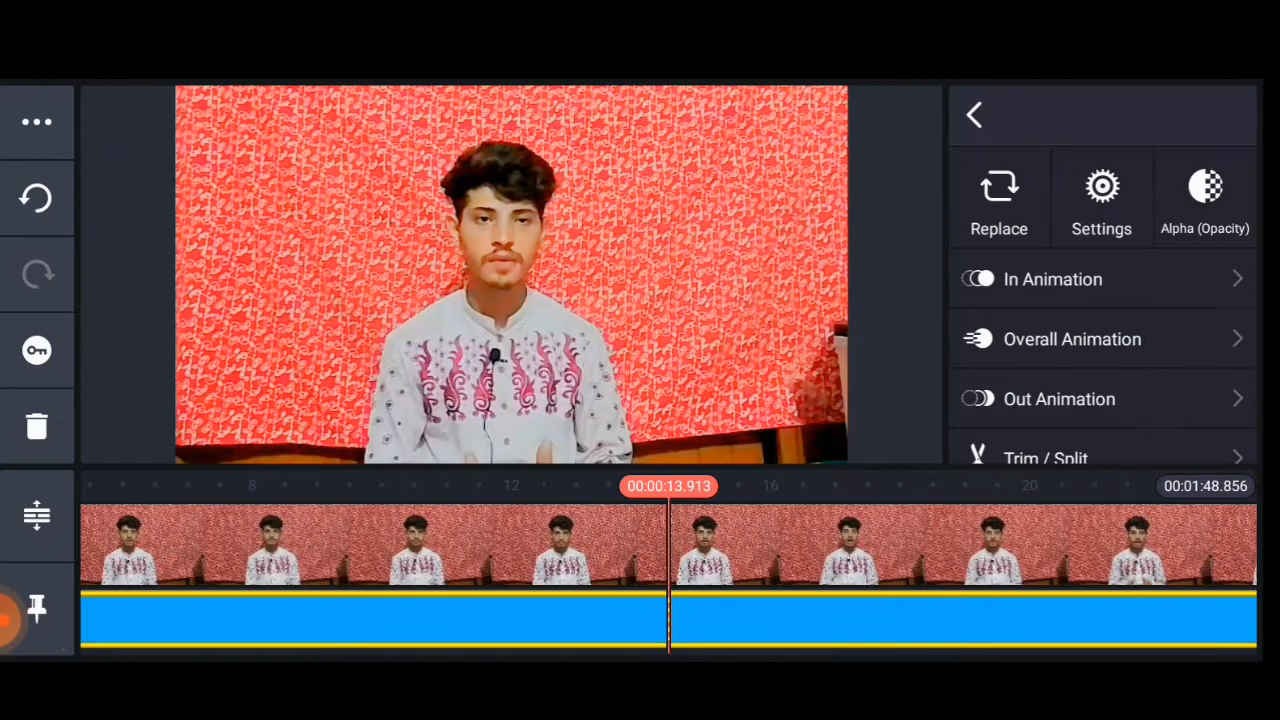 Replace
Settings
Alpha (Opacity)
In Animation
Overall Animation
Out Animation
Trim / Split
8
12
00:00:13.913
16
20
00:01:48.856